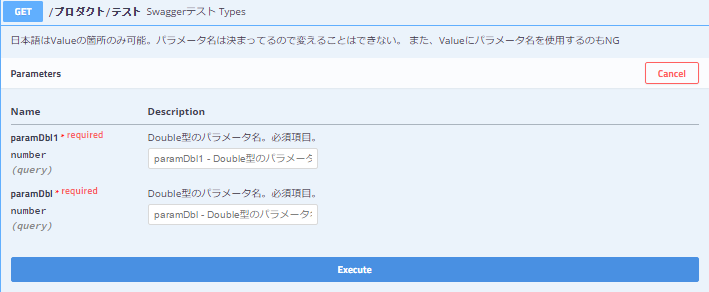 GET /プロダクト/テスト Swaggerテスト Types
日本語はValueの箇所のみ可能。パラメータ名は決まってるので変えることはできない。 また、Valueにパラメータ名を使用するのもNG
Parameters Cancel
Name Description
paramDbl1 * required Double型のパラメータ名。必須項目。
number paramDbl1 - Double型のパラメータ
(query)
paramDbl * required Double型のパラメータ名。必須項目。
number paramDbl - Double型のパラメータ
(query)
Execute